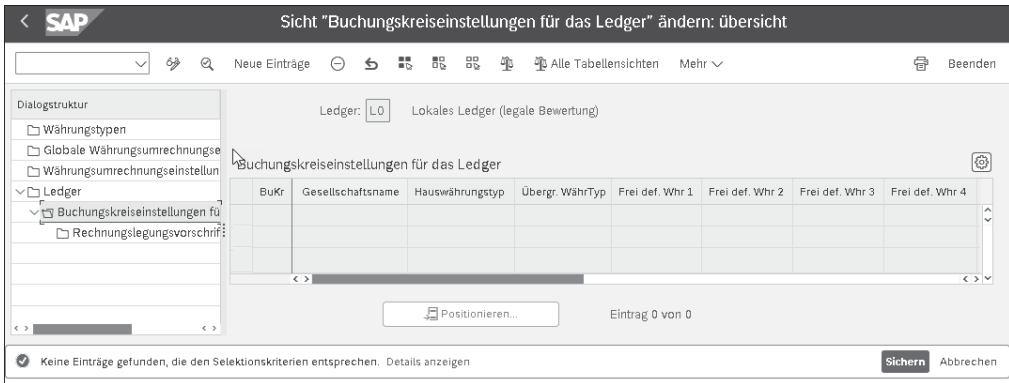 SAP Sicht "Buchungskreiseinstellungen für das Ledger" ändern: übersicht
Neue Einträge Alle Tabellensichten Mehr Beenden
Dialogstruktur
Währungstypen
Globale Währungsumrechnungse
Währungsumrechnungseinstellun
Ledger
Buchungskreiseinstellungen fü
Rechnungslegungsvorschrif
Ledger: L0 Lokales Ledger (legale Bewertung)
Buchungskreiseinstellungen für das Ledger
BuKr Gesellschaftsname Hauswährungstyp Übergr. WährTyp Frei def. Whr 1 Frei def. Whr 2 Frei def. Whr 3 Frei def. Whr 4
Positionieren... Eintrag 0 von 0
Keine Einträge gefunden, die den Selektionskriterien entsprechen. Details anzeigen Sichern Abbrechen